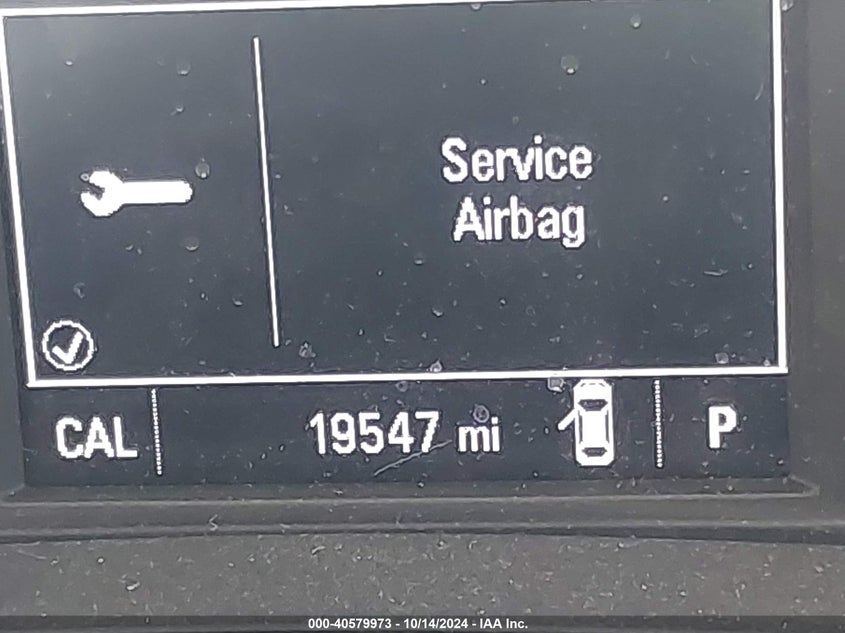 Service
Airbag
CAL 19547 mi P
000-40579973 - 10/14/2024 - IAA Inc.